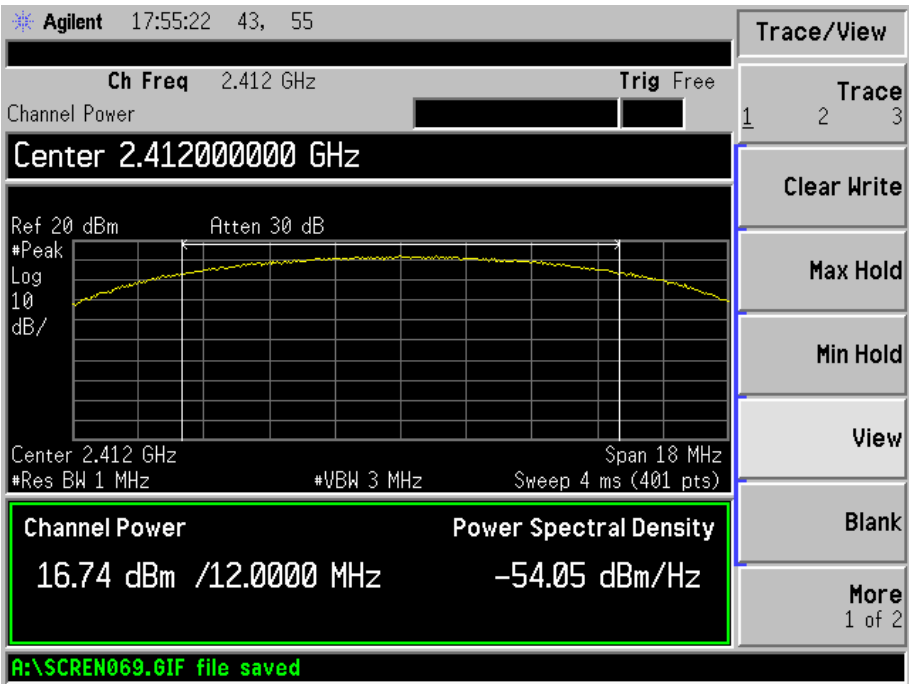 Agilent 17:55:22 43, 55
Trace/View
Ch Freq 2.412 GHz Trig Free
Channel Power
Center 2.412000000 GHz
Ref 20 dBm Atten 30 dB
#Peak
Log
10
dB/
Center 2.412 GHz Span 18 MHz
#Res BW 1 MHz #VBW 3 MHz Sweep 4 ms (401 pts)
Channel Power Power Spectral Density
16.74 dBm /12.0000 MHz -54.05 dBm/Hz
A:\SCREN069.GIF file saved
Trace
1 2 3
Clear Write
Max Hold
Min Hold
View
Blank
More
1 of 2